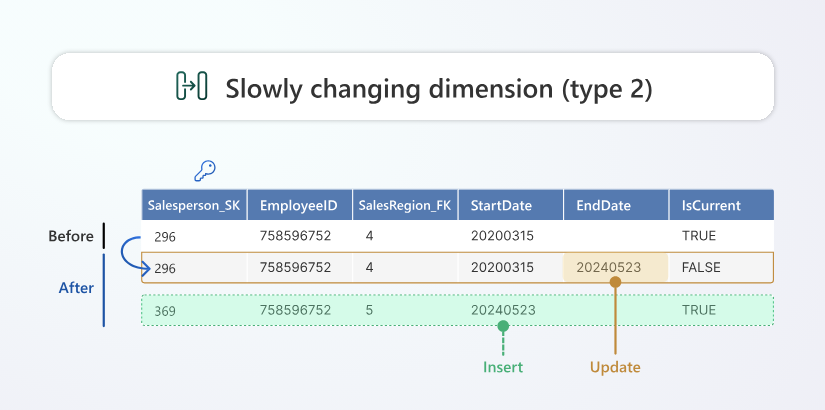 Slowly changing dimension (type 2)
Salesperson_SK EmployeeID SalesRegion_FK StartDate EndDate IsCurrent
Before 296 758596752 4 20200315 TRUE
296 758596752 4 20200315 20240523 FALSE
After
369 758596752 5 20240523 TRUE
Insert Update